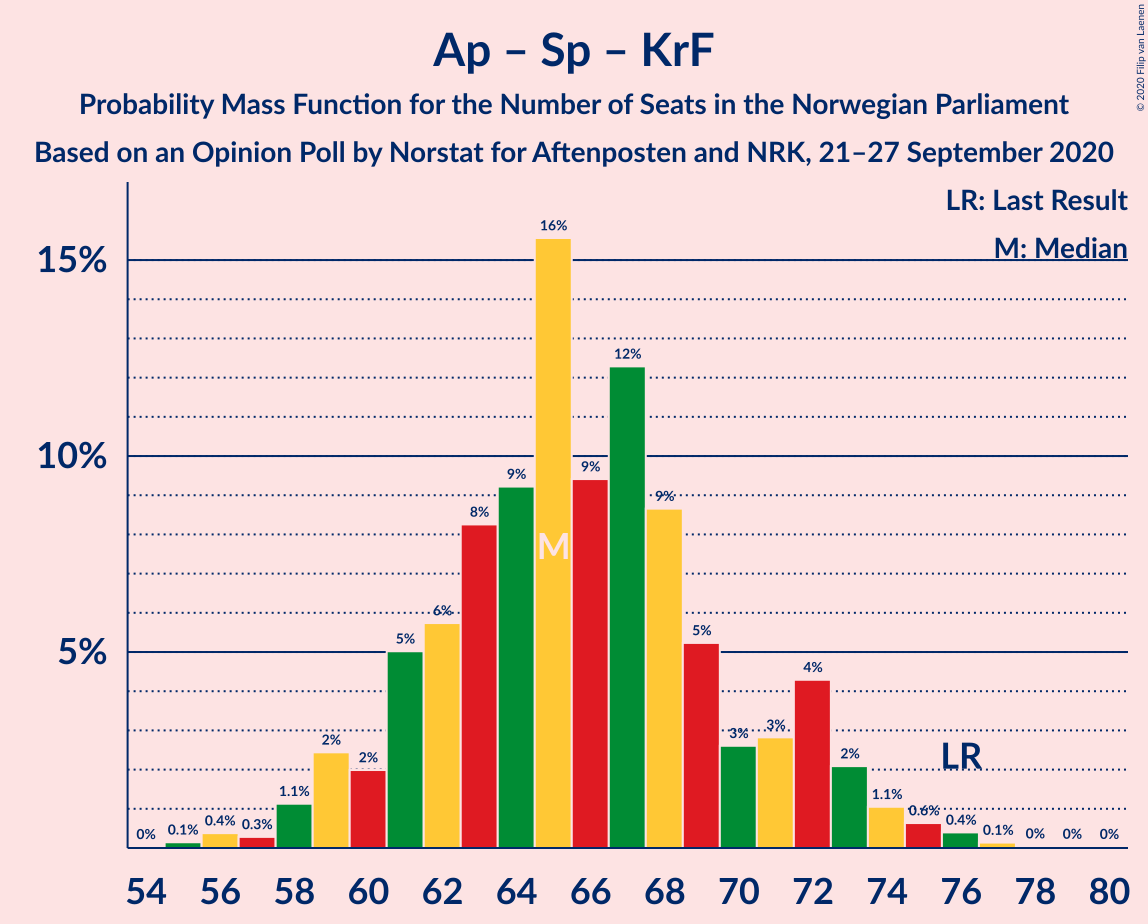 Ap – Sp – KrF
Probability Mass Function for the Number of Seats in the Norwegian Parliament
Based on an Opinion Poll by Norstat for Aftenposten and NRK, 21–27 September 2020
© 2020 Filip van Laenen
LR: Last Result
M: Median
15%
10%
5%
0% 0.1% 0.4% 0.3% 1.1% 2% 2% 5% 6% 8% 9% 16% 9% 12% 9% 5% 3% 3% 4% 2% 1.1% 0.6% 0.4% 0.1% 0% 0% 0%
M
LR
54 56 58 60 62 64 66 68 70 72 74 76 78 80